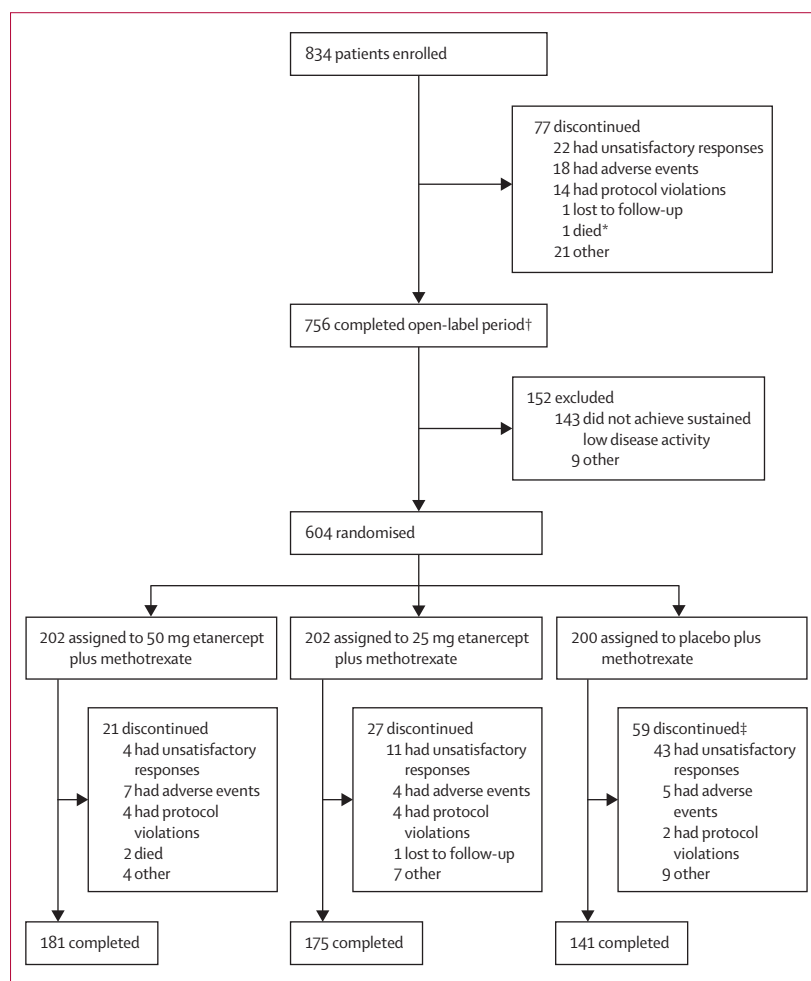 834 patients enrolled
77 discontinued
22 had unsatisfactory responses
18 had adverse events
14 had protocol violations
1 lost to follow-up
1 died*
21 other
756 completed open-label period†
152 excluded
143 did not achieve sustained
low disease activity
9 other
604 randomised
202 assigned to 50 mg etanercept
plus methotrexate
202 assigned to 25 mg etanercept
plus methotrexate
200 assigned to placebo plus
methotrexate
21 discontinued
4 had unsatisfactory
responses
7 had adverse events
4 had protocol
violations
2 died
4 other
27 discontinued
11 had unsatisfactory
responses
4 had adverse events
4 had protocol
violations
1 lost to follow-up
7 other
59 discontinued‡
43 had unsatisfactory
responses
5 had adverse
events
2 had protocol
violations
9 other
181 completed
175 completed
141 completed